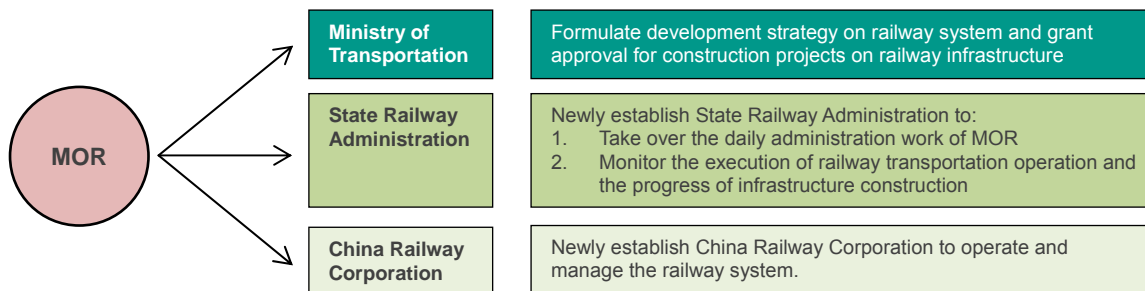 MOR
Ministry of
Transportation
Formulate development strategy on railway system and grant
approval for construction projects on railway infrastructure
State Railway
Administration
Newly establish State Railway Administration to:
1. Take over the daily administration work of MOR
2. Monitor the execution of railway transportation operation and
the progress of infrastructure construction
China Railway
Corporation
Newly establish China Railway Corporation to operate and
manage the railway system.